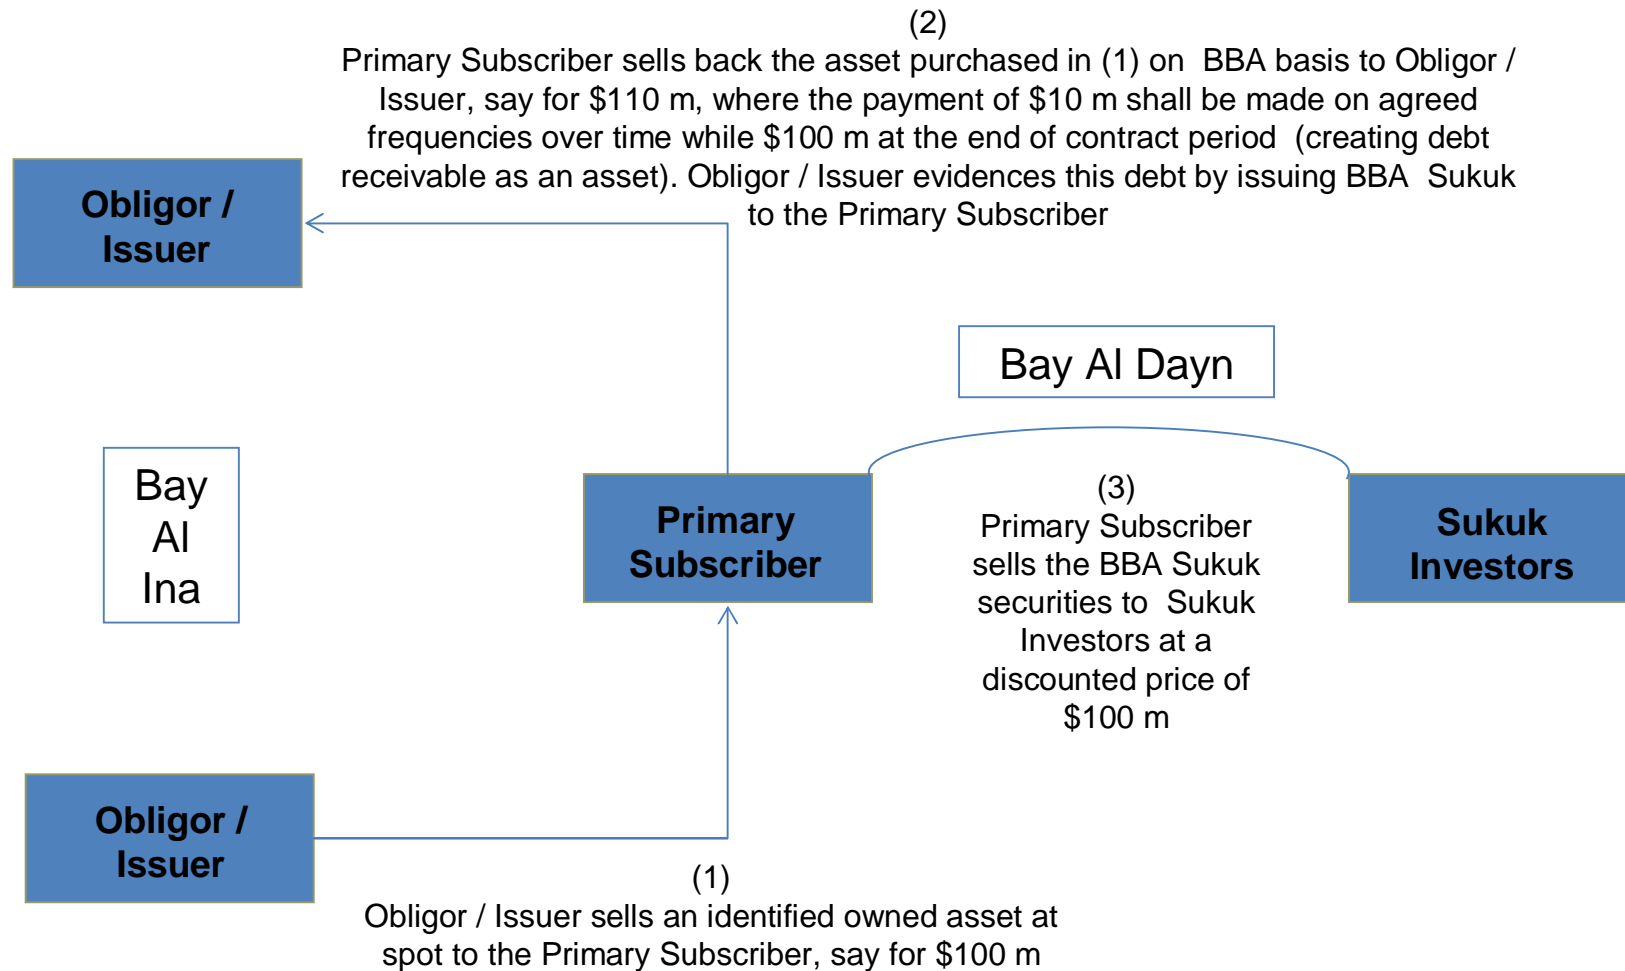 (2)
Primary Subscriber sells back the asset purchased in (1) on BBA basis to Obligor /
Issuer, say for $110 m, where the payment of $10 m shall be made on agreed
frequencies over time while $100 m at the end of contract period (creating debt
receivable as an asset). Obligor / Issuer evidences this debt by issuing BBA Sukuk
to the Primary Subscriber
Obligor /
Issuer
Bay Al Dayn
Bay
Al
Ina
Primary
Subscriber
(3)
Primary Subscriber
sells the BBA Sukuk
securities to Sukuk
Investors at a
discounted price of
$100 m
Sukuk
Investors
Obligor /
Issuer
(1)
Obligor / Issuer sells an identified owned asset at
spot to the Primary Subscriber, say for $100 m